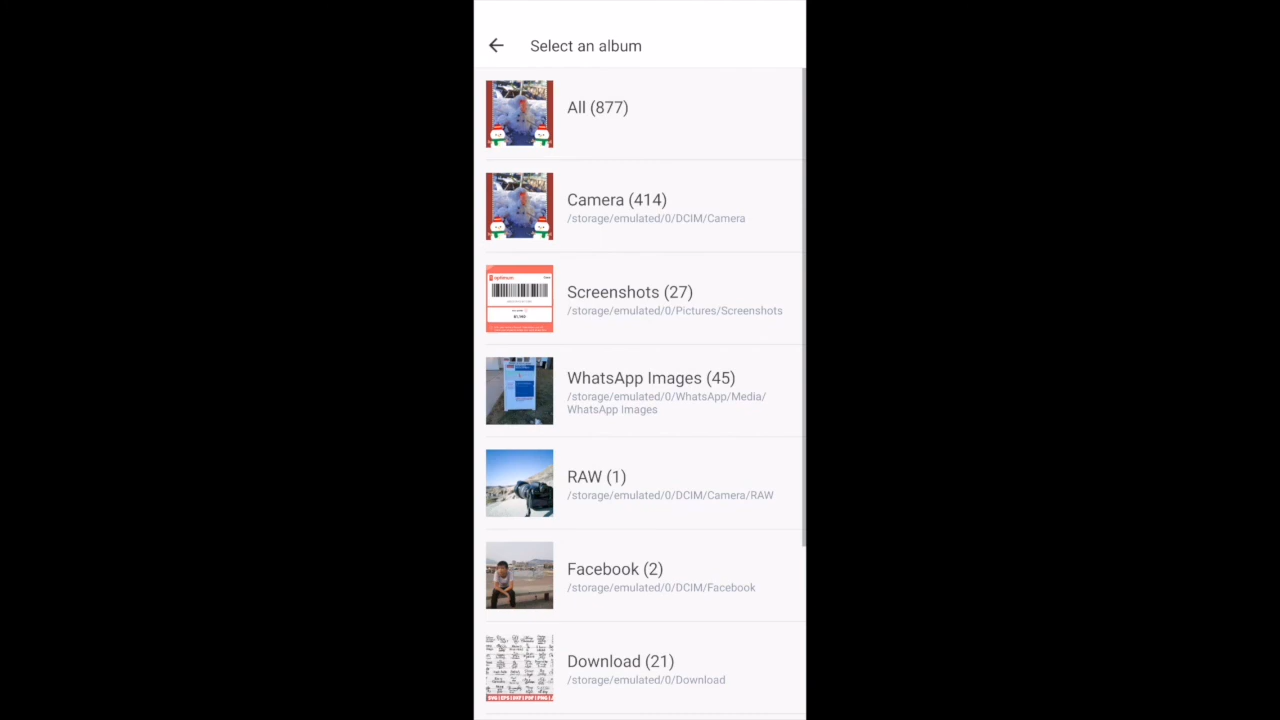 Select an album
All (877)
Camera (414)
/storage/emulated/0/DCIM/Camera
Screenshots (27)
/storage/emulated/0/Pictures/Screenshots
WhatsApp Images (45)
/storage/emulated/0/WhatsApp/Media/
WhatsApp Images
RAW (1)
/storage/emulated/0/DCIM/Camera/RAW
Facebook (2)
/storage/emulated/0/DCIM/Facebook
Download (21)
/storage/emulated/0/Download